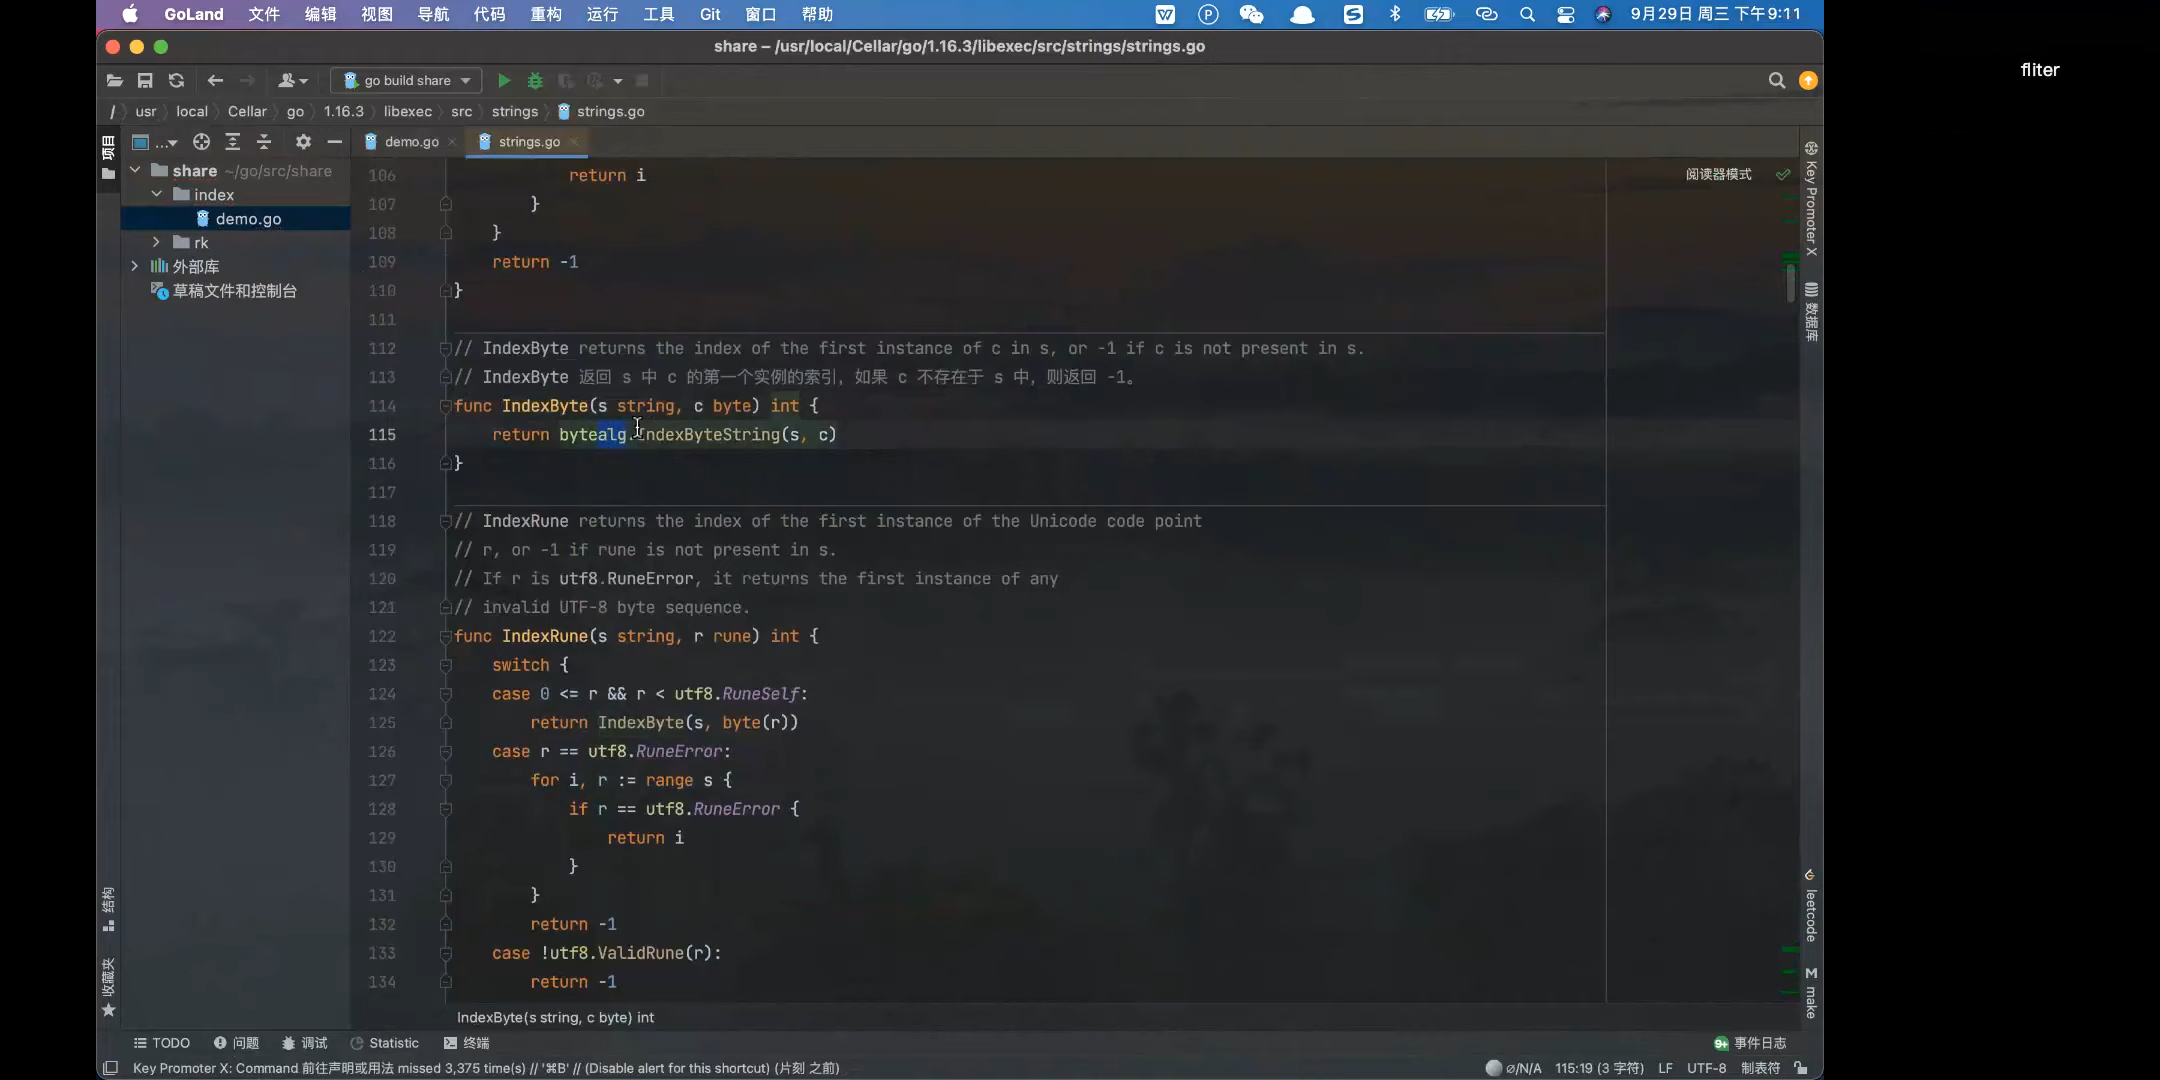 GoLand 文件 编辑 视图 导航 代码 重构 运行 工具 Git 窗口 帮助 9月29日 周三 下午9:11
fliter
share – /usr/local/Cellar/go/1.16.3/libexec/src/strings/strings.go
go build share
/ usr local Cellar go 1.16.3 libexec src strings strings.go
项目
... demo.go strings.go
share ~/go/src/share
index
demo.go
rk
外部库
草稿文件和控制台
阅读器模式
Key Promoter X
数据库
leetcode
make
结构
收藏夹
106 return i
107 }
108 }
109 return -1
110 }
111
112 // IndexByte returns the index of the first instance of c in s, or -1 if c is not present in s.
113 // IndexByte 返回 s 中 c 的第一个实例的索引，如果 c 不存在于 s 中，则返回 -1。
114 func IndexByte(s string, c byte) int {
115 return bytealg.IndexByteString(s, c)
116 }
117
118 // IndexRune returns the index of the first instance of the Unicode code point
119 // r, or -1 if rune is not present in s.
120 // If r is utf8.RuneError, it returns the first instance of any
121 // invalid UTF-8 byte sequence.
122 func IndexRune(s string, r rune) int {
123 switch {
124 case 0 <= r && r < utf8.RuneSelf:
125 return IndexByte(s, byte(r))
126 case r == utf8.RuneError:
127 for i, r := range s {
128 if r == utf8.RuneError {
129 return i
130 }
131 }
132 return -1
133 case !utf8.ValidRune(r):
134 return -1
IndexByte(s string, c byte) int
TODO 问题 调试 Statistic 终端 9+ 事件日志
Key Promoter X: Command 前往声明或用法 missed 3,375 time(s) // '⌘B' // (Disable alert for this shortcut) (片刻 之前) ⌀/N/A 115:19 (3 字符) LF UTF-8 制表符